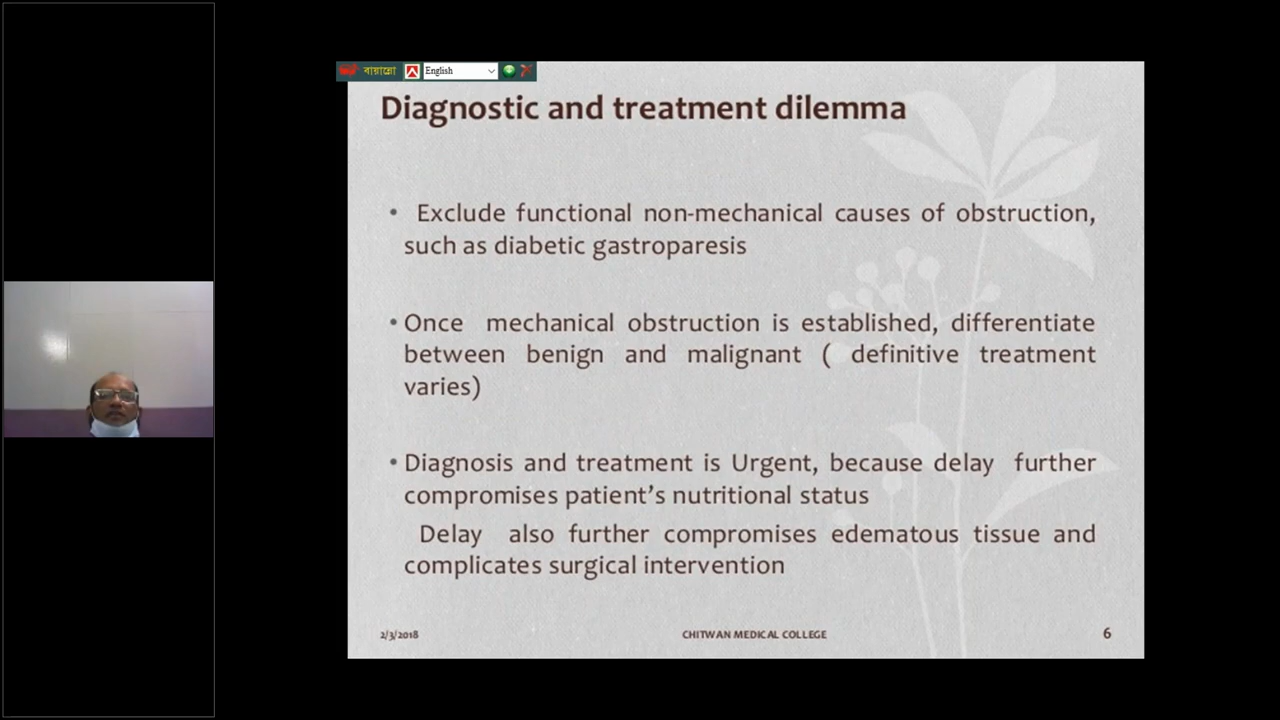 বায়ান্নো English
Diagnostic and treatment dilemma
• Exclude functional non-mechanical causes of obstruction,
such as diabetic gastroparesis
• Once mechanical obstruction is established, differentiate
between benign and malignant ( definitive treatment
varies)
• Diagnosis and treatment is Urgent, because delay further
compromises patient’s nutritional status
Delay also further compromises edematous tissue and
complicates surgical intervention
2/3/2018 CHITWAN MEDICAL COLLEGE 6